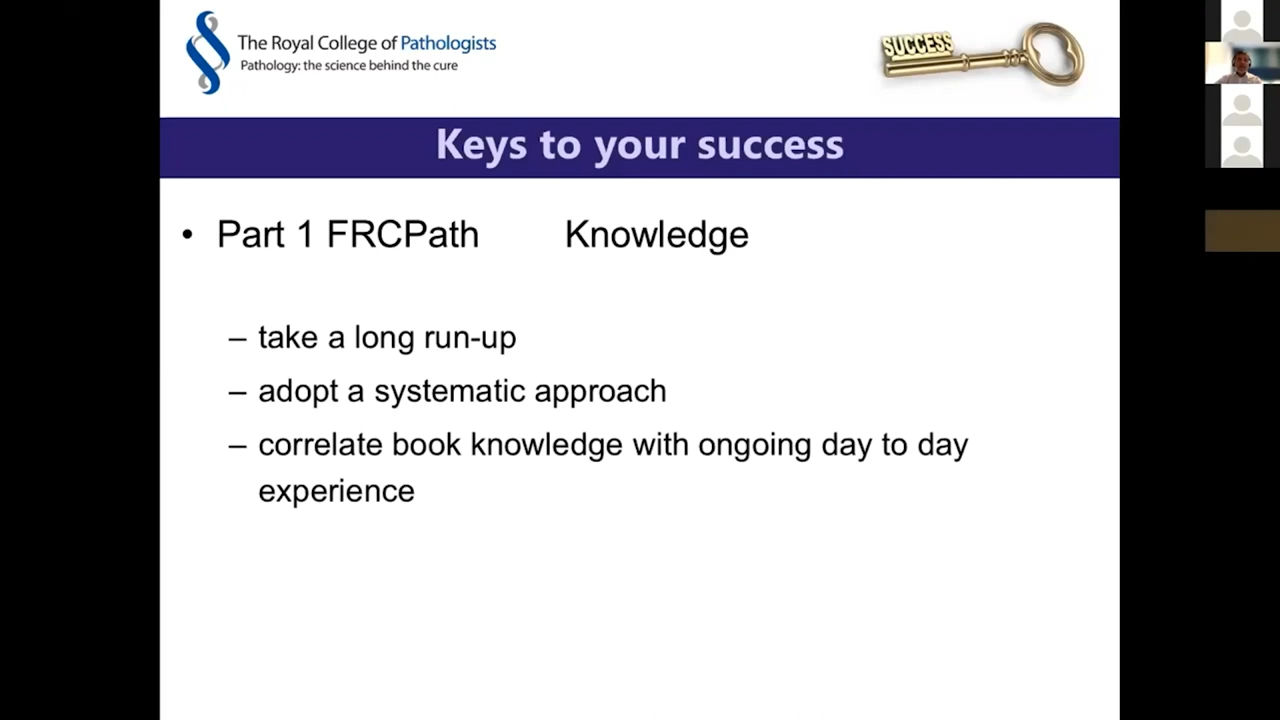 The Royal College of Pathologists
Pathology: the science behind the cure
SUCCESS
Keys to your success
• Part 1 FRCPath Knowledge
– take a long run-up
– adopt a systematic approach
– correlate book knowledge with ongoing day to day
experience